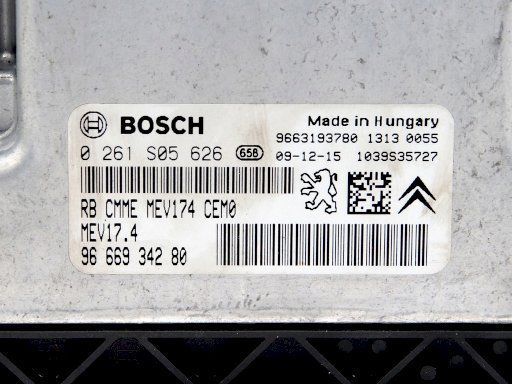 BOSCH
Made in Hungary
9663193780 1313 0055
0 261 S05 626 658 09-12-15 1039S35727
RB CMME MEV174 CEM0
MEV17.4
96 669 342 80